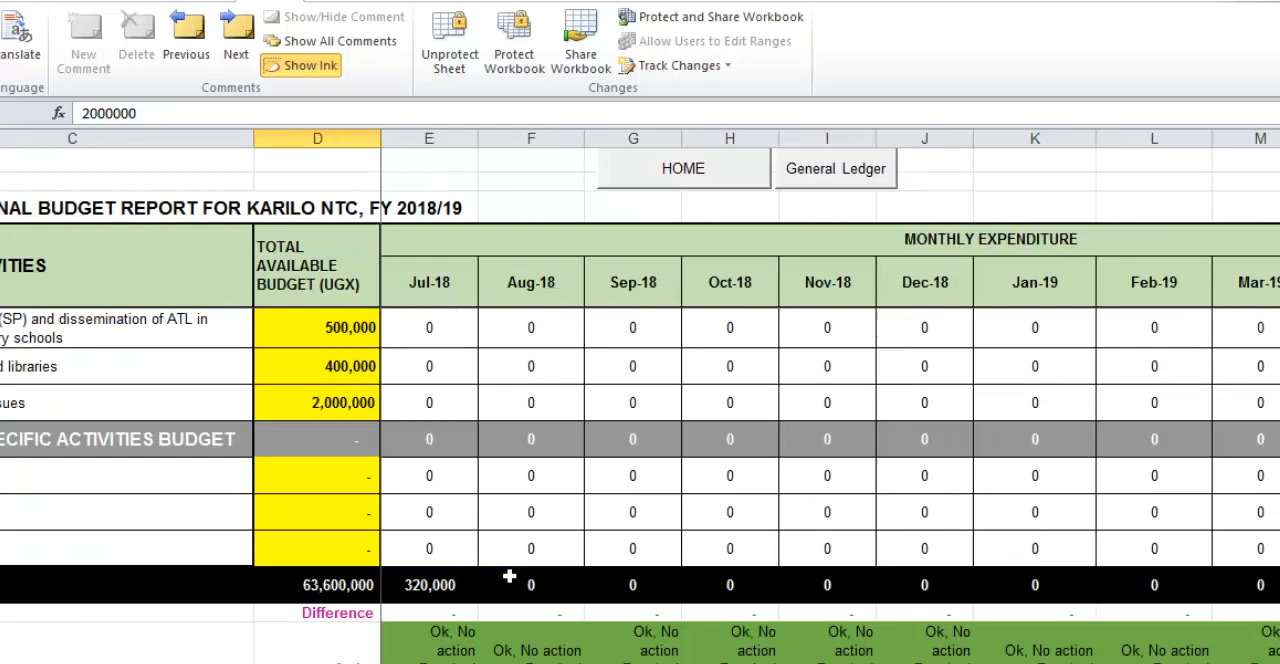 Show/Hide Comment
Show All Comments
Show Ink
anslate
New Comment
Delete
Previous
Next
Unprotect Sheet
Protect Workbook
Share Workbook
Protect and Share Workbook
Allow Users to Edit Ranges
Track Changes
nguage
Comments
Changes
fx 2000000
C D E F G H I J K L M
HOME General Ledger
NAL BUDGET REPORT FOR KARILO NTC, FY 2018/19
VITIES
TOTAL AVAILABLE BUDGET (UGX)
MONTHLY EXPENDITURE
Jul-18 Aug-18 Sep-18 Oct-18 Nov-18 Dec-18 Jan-19 Feb-19 Mar-19
(SP) and dissemination of ATL in
ry schools
500,000 0 0 0 0 0 0 0 0 0
d libraries 400,000 0 0 0 0 0 0 0 0 0
sues 2,000,000 0 0 0 0 0 0 0 0 0
ECIFIC ACTIVITIES BUDGET - 0 0 0 0 0 0 0 0 0
- 0 0 0 0 0 0 0 0 0
- 0 0 0 0 0 0 0 0 0
- 0 0 0 0 0 0 0 0 0
63,600,000 320,000 0 0 0 0 0 0 0 0
Difference - - - - - - - -
Ok, No Ok, No Ok, No Ok, No Ok, No
action Ok, No action action action action action Ok, No action Ok, No action